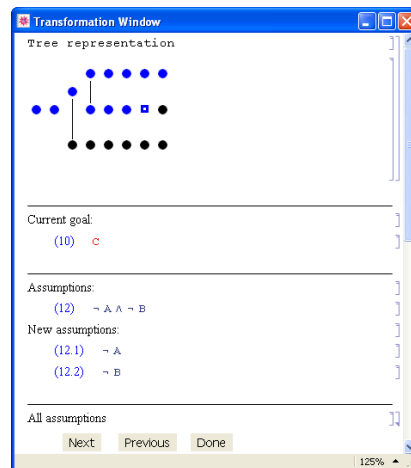 Transformation Window
Tree representation
Current goal:
(10) C
Assumptions:
(12) ¬ A ∧ ¬ B
New assumptions:
(12.1) ¬ A
(12.2) ¬ B
All assumptions
Next Previous Done
125%